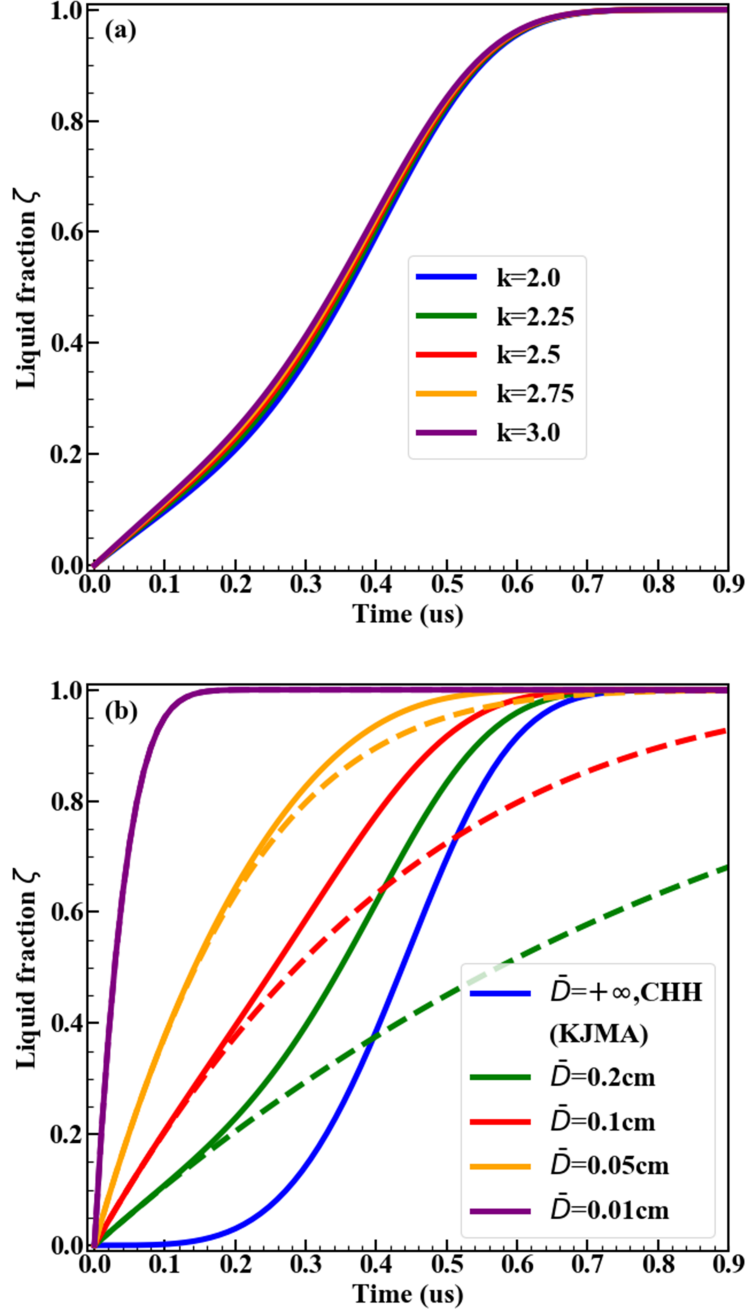 (a)
1.0
0.8
0.6
0.4
0.2
0.0
Liquid fraction ζ
k=2.0
k=2.25
k=2.5
k=2.75
k=3.0
0.0 0.1 0.2 0.3 0.4 0.5 0.6 0.7 0.8 0.9
Time (us)
(b)
1.0
0.8
0.6
0.4
0.2
0.0
Liquid fraction ζ
D̄=+∞,CHH
(KJMA)
D̄=0.2cm
D̄=0.1cm
D̄=0.05cm
D̄=0.01cm
0.0 0.1 0.2 0.3 0.4 0.5 0.6 0.7 0.8 0.9
Time (us)